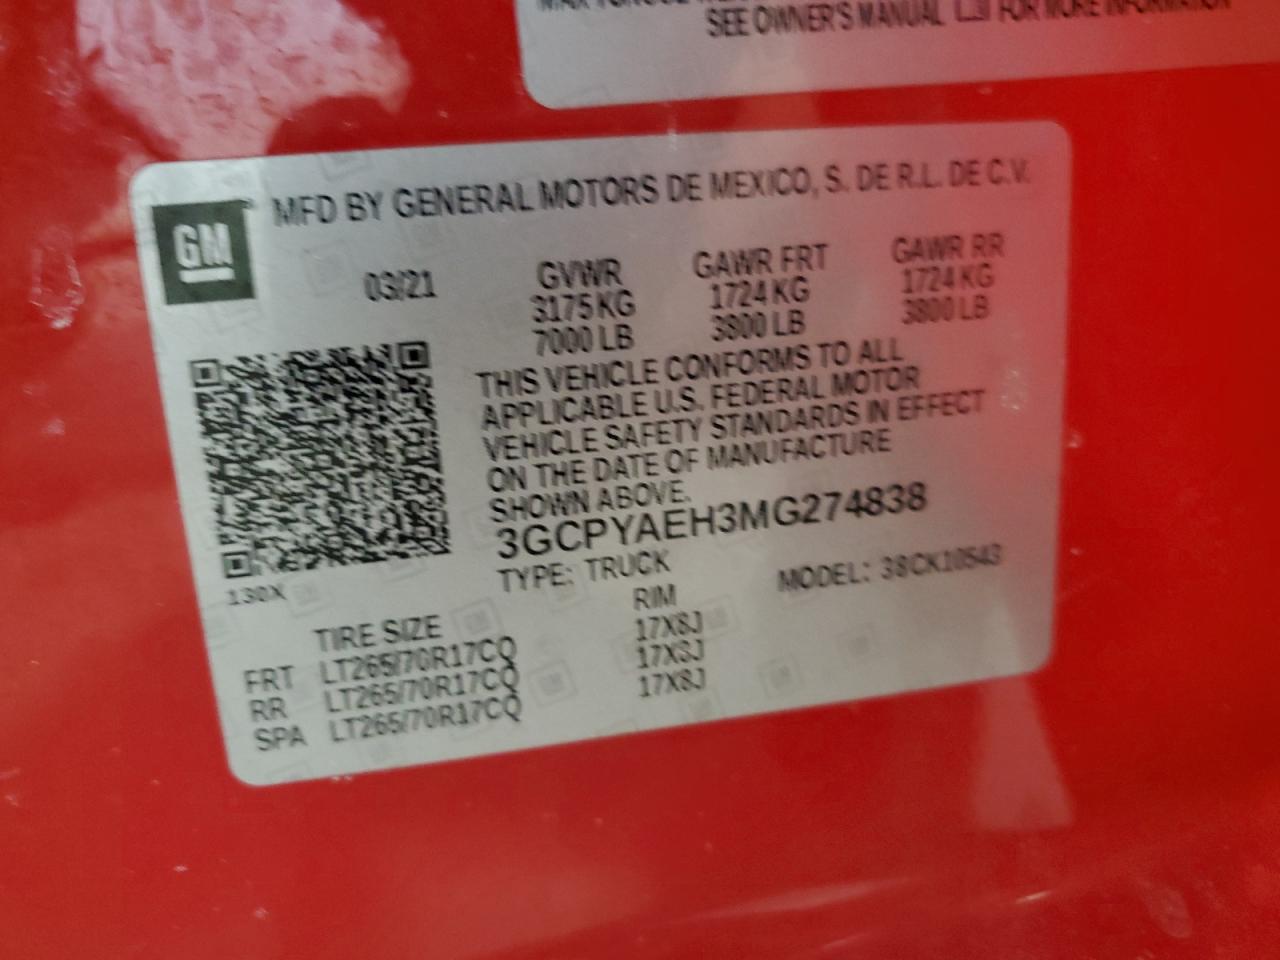 SEE OWNER'S MANUAL FOR MORE INFORMATION
GM
MFD BY GENERAL MOTORS DE MEXICO, S. DE R.L. DE C.V.
03/21 GVWR GAWR FRT GAWR RR
3175 KG 1724 KG 1724 KG
7000 LB 3800 LB 3800 LB
THIS VEHICLE CONFORMS TO ALL
APPLICABLE U.S. FEDERAL MOTOR
VEHICLE SAFETY STANDARDS IN EFFECT
ON THE DATE OF MANUFACTURE
SHOWN ABOVE.
3GCPYAEH3MG274838
TYPE: TRUCK MODEL: 38CK10543
130X
TIRE SIZE RIM
FRT LT265/70R17CQ 17X8J
RR LT265/70R17CQ 17X8J
SPA LT265/70R17CQ 17X8J